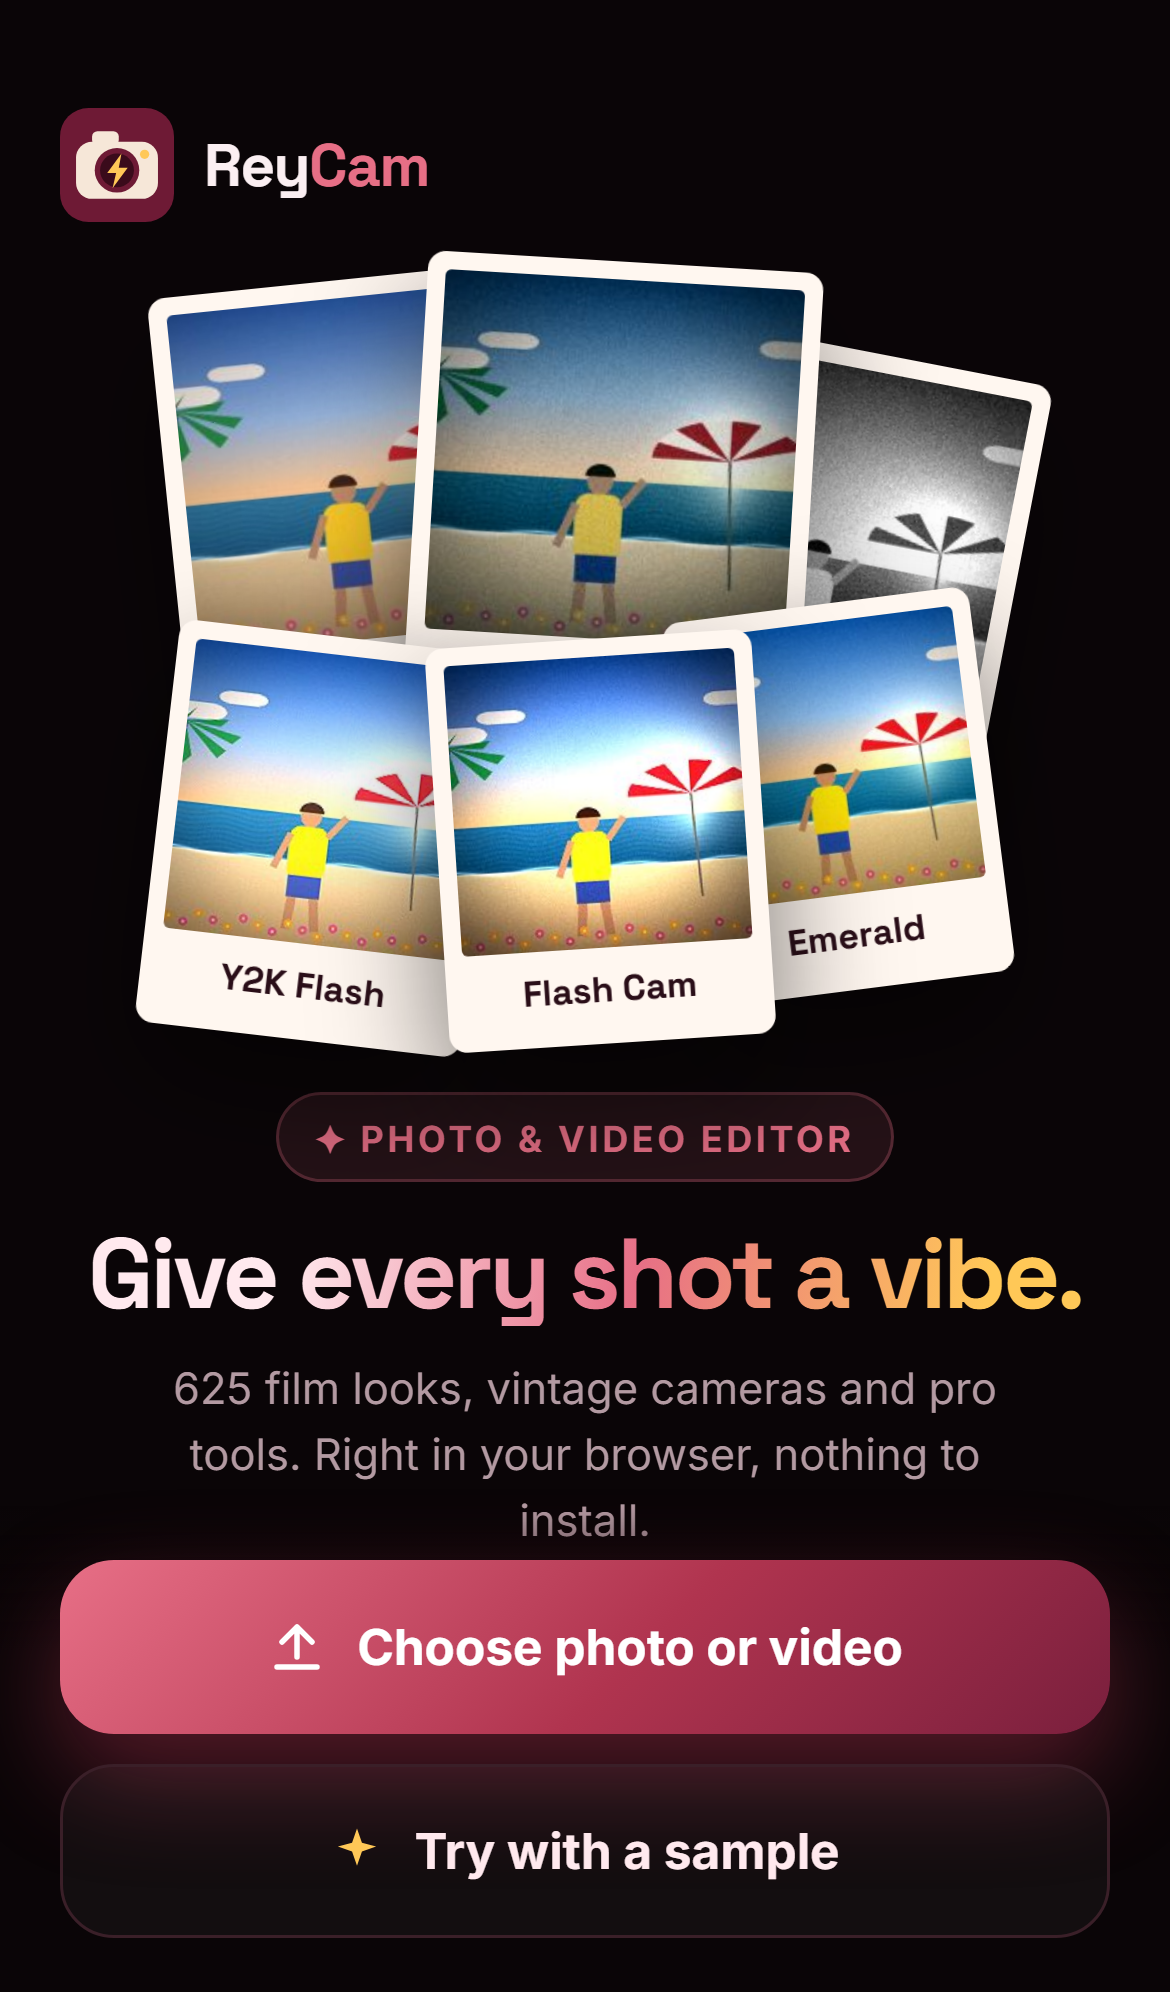 ReyCam
Y2K Flash
Flash Cam
Emerald
PHOTO & VIDEO EDITOR
Give every shot a vibe.
625 film looks, vintage cameras and pro
tools. Right in your browser, nothing to
install.
Choose photo or video
Try with a sample